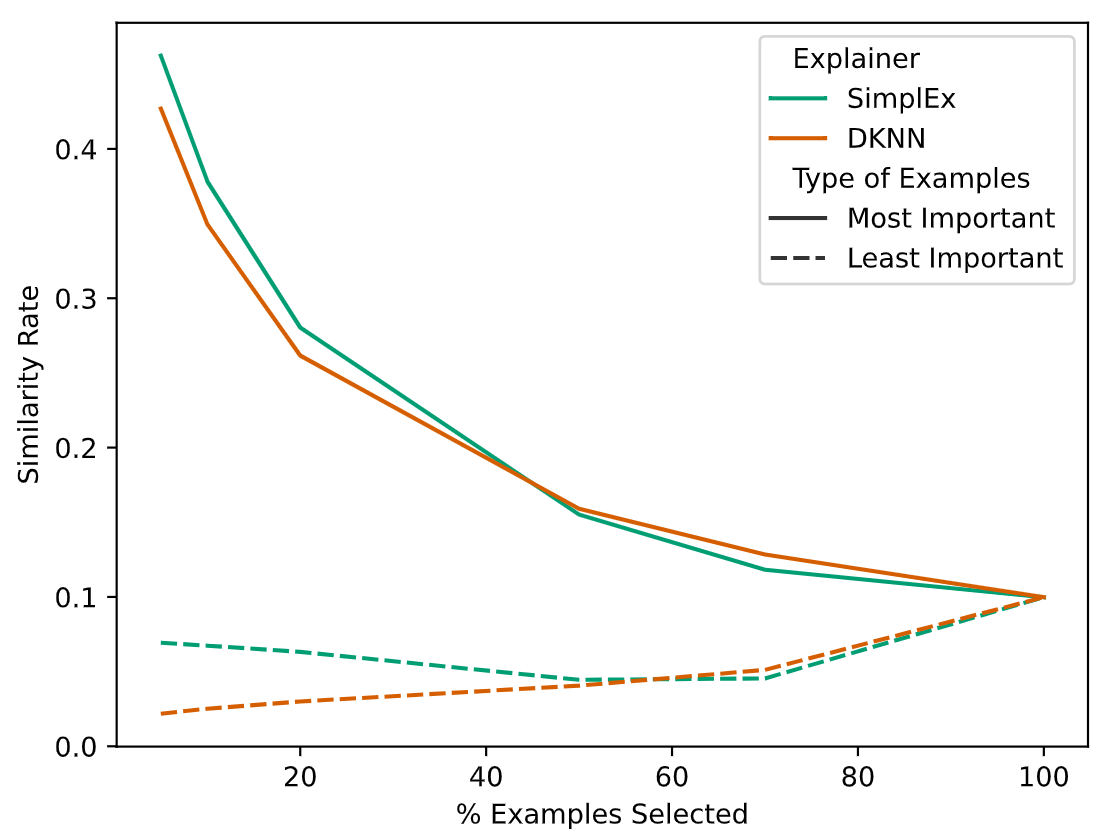 Explainer
SimplEx
DKNN
Type of Examples
Most Important
Least Important
Similarity Rate
0.4
0.3
0.2
0.1
0.0
20 40 60 80 100
% Examples Selected